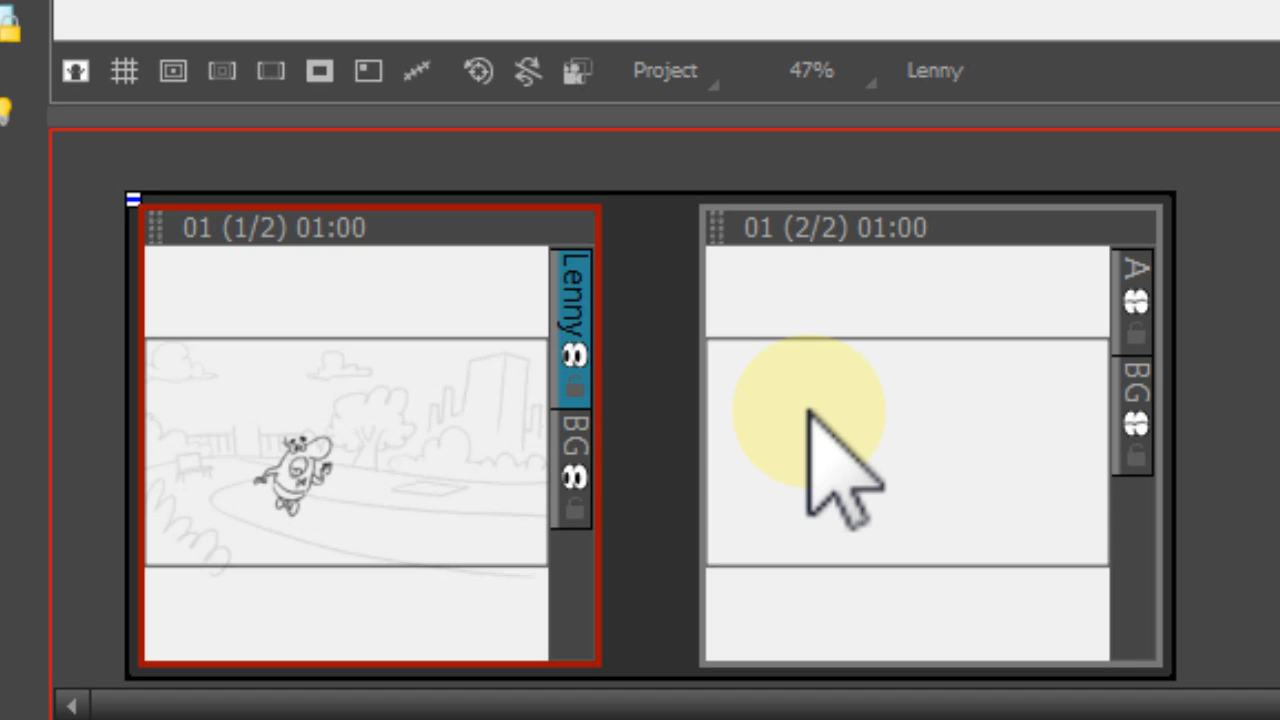 Project 47% Lenny
01 (1/2) 01:00
Lenny
BG
01 (2/2) 01:00
A
BG